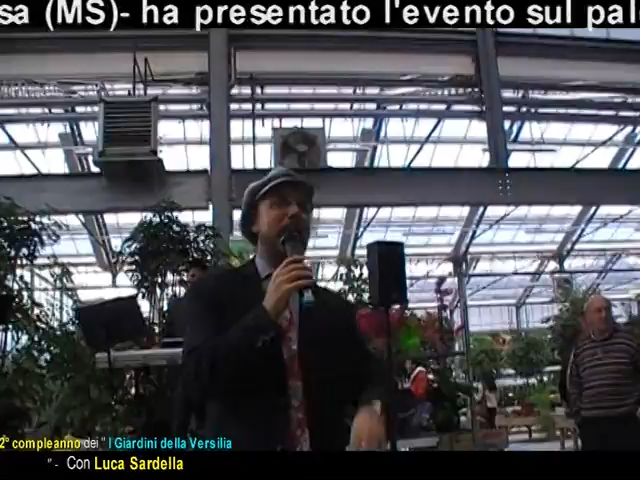 sa (MS)- ha presentato l'evento sul pal
2° compleanno dei " I Giardini della Versilia
" - Con Luca Sardella